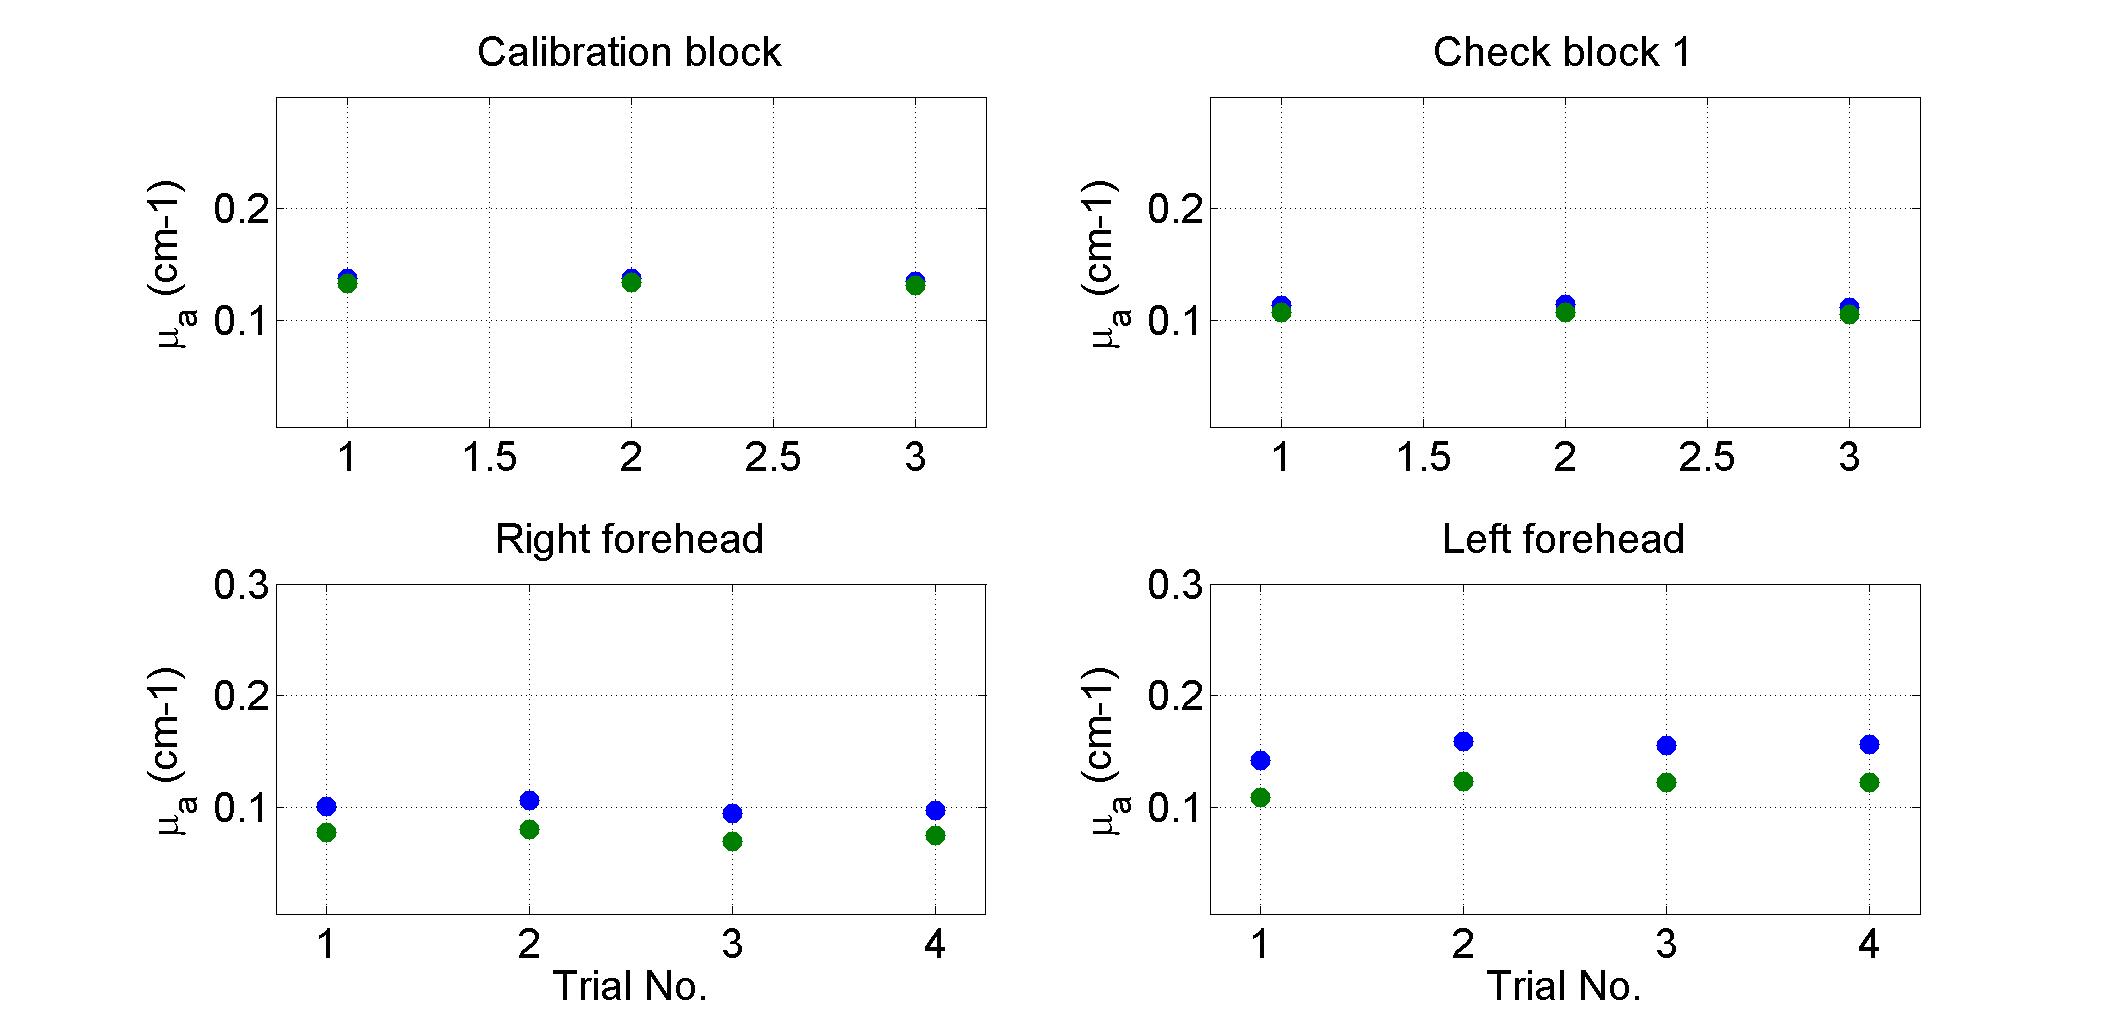 Calibration block
0.2
0.1
μa (cm-1)
1 1.5 2 2.5 3
Check block 1
0.2
0.1
μa (cm-1)
1 1.5 2 2.5 3
Right forehead
0.3
0.2
0.1
μa (cm-1)
1 2 3 4
Trial No.
Left forehead
0.3
0.2
0.1
μa (cm-1)
1 2 3 4
Trial No.